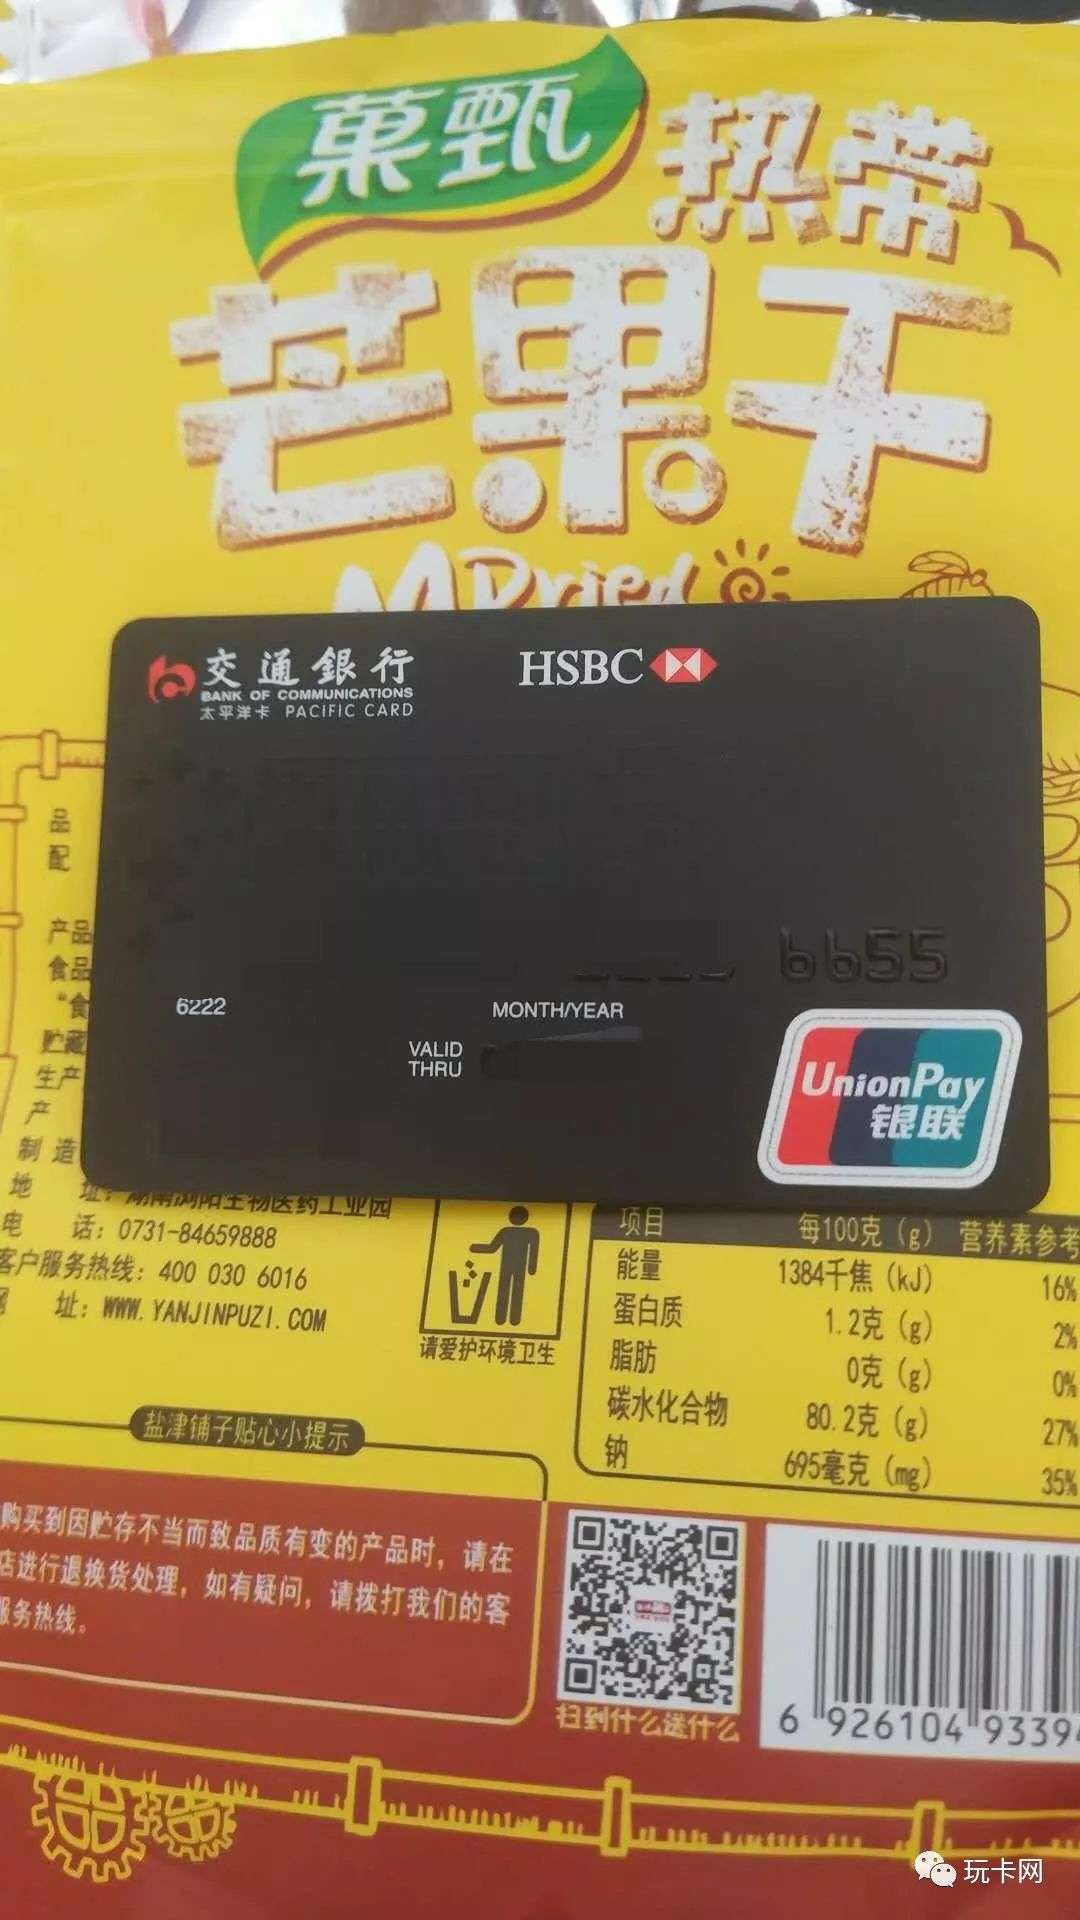 菓甄
热带
芒果干
Dried
交通銀行
BANK OF COMMUNICATIONS
太平洋卡 PACIFIC CARD
HSBC
6655
6222
MONTH/YEAR
VALID
THRU
UnionPay
银联
品
配
产品
食品
"食
贮藏
生产
产
制造
地 址：湖南浏阳生物医药工业园
电 话：0731-84659888
客户服务热线：400 030 6016
网 址：WWW.YANJINPUZI.COM
请爱护环境卫生
项目 每100克（g） 营养素参考
能量 1384千焦（kJ） 16%
蛋白质 1.2克（g） 2%
脂肪 0克（g） 0%
碳水化合物 80.2克（g） 27%
钠 695毫克（mg） 35%
盐津铺子贴心小提示
购买到因贮存不当而致品质有变的产品时，请在
店进行退换货处理，如有疑问，请拨打我们的客
服务热线。
扫到什么送什么
6 926104 93394
玩卡网